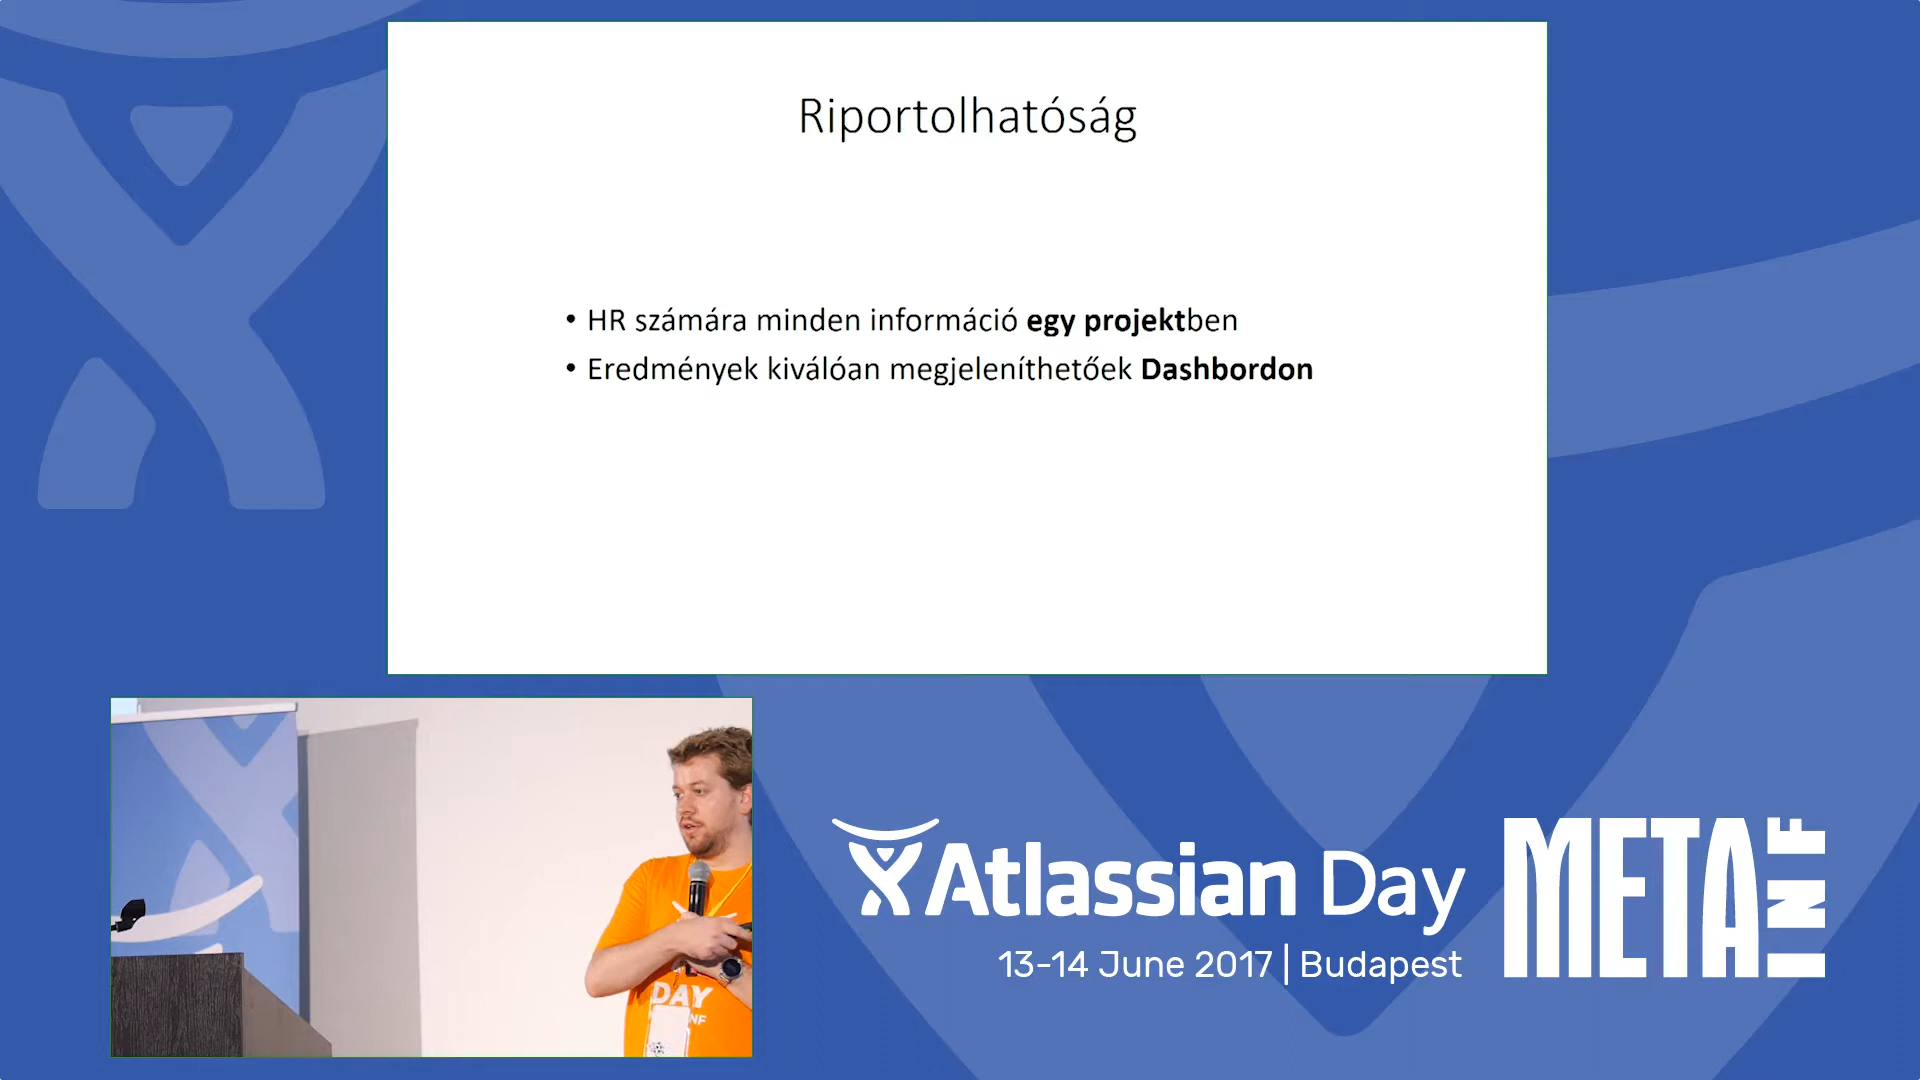 Riportolhatóság
• HR számára minden információ egy projektben
• Eredmények kiválóan megjeleníthetőek Dashbordon
DAY
NF
Atlassian Day
13-14 June 2017 | Budapest
META
INF